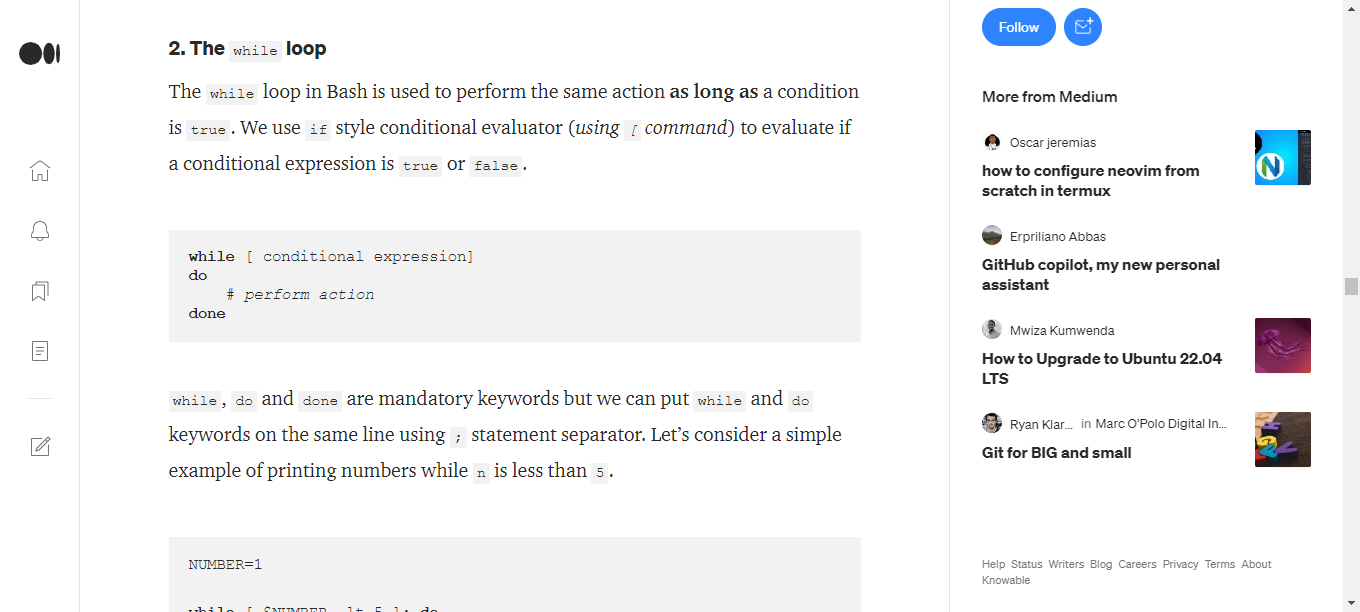 2. The while loop
The while loop in Bash is used to perform the same action as long as a condition
is true. We use if style conditional evaluator (using [ command) to evaluate if
a conditional expression is true or false.
while [ conditional expression]
do
# perform action
done
while, do and done are mandatory keywords but we can put while and do
keywords on the same line using ; statement separator. Let’s consider a simple
example of printing numbers while n is less than 5.
NUMBER=1
while [ $NUMBER -lt 5 ]; do
Follow
More from Medium
Oscar jeremias
how to configure neovim from
scratch in termux
Erpriliano Abbas
GitHub copilot, my new personal
assistant
Mwiza Kumwenda
How to Upgrade to Ubuntu 22.04
LTS
Ryan Klar... in Marc O’Polo Digital In...
Git for BIG and small
Help Status Writers Blog Careers Privacy Terms About
Knowable